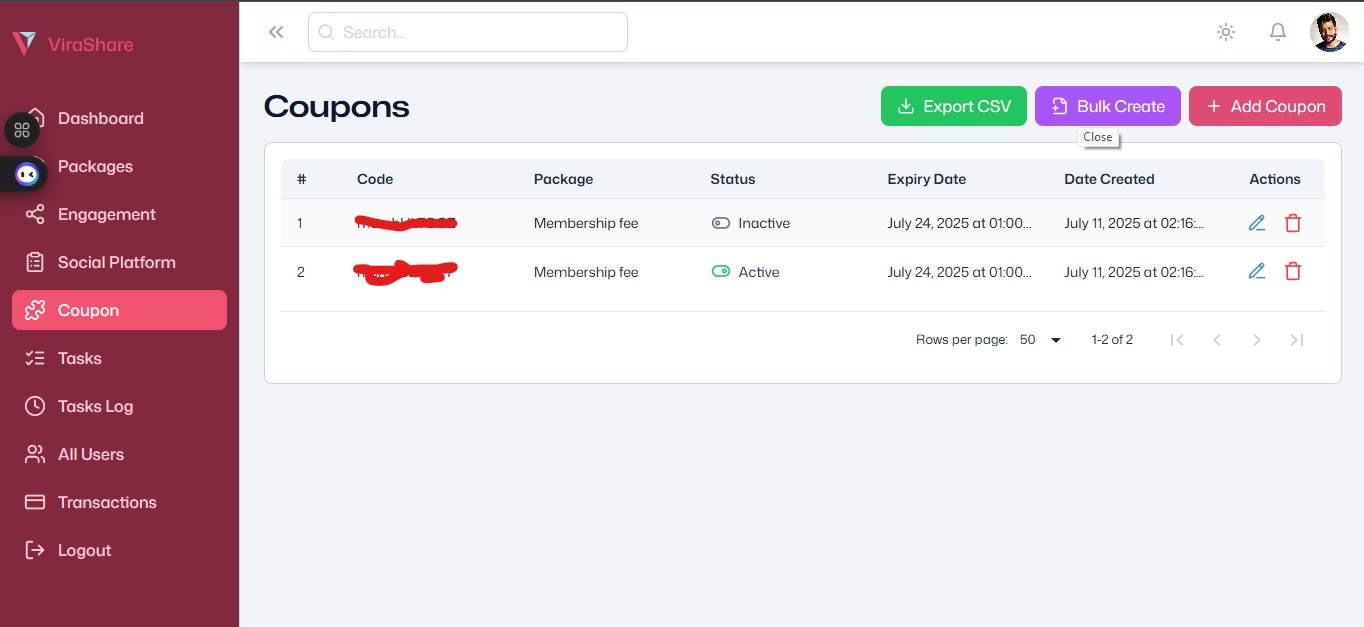 ViraShare
Search...
Dashboard
Packages
Engagement
Social Platform
Coupon
Tasks
Tasks Log
All Users
Transactions
Logout
Coupons
Export CSV
Bulk Create
+ Add Coupon
Close
# Code Package Status Expiry Date Date Created Actions
1 Membership fee Inactive July 24, 2025 at 01:00... July 11, 2025 at 02:16:...
2 Membership fee Active July 24, 2025 at 01:00... July 11, 2025 at 02:16:...
Rows per page: 50 1-2 of 2